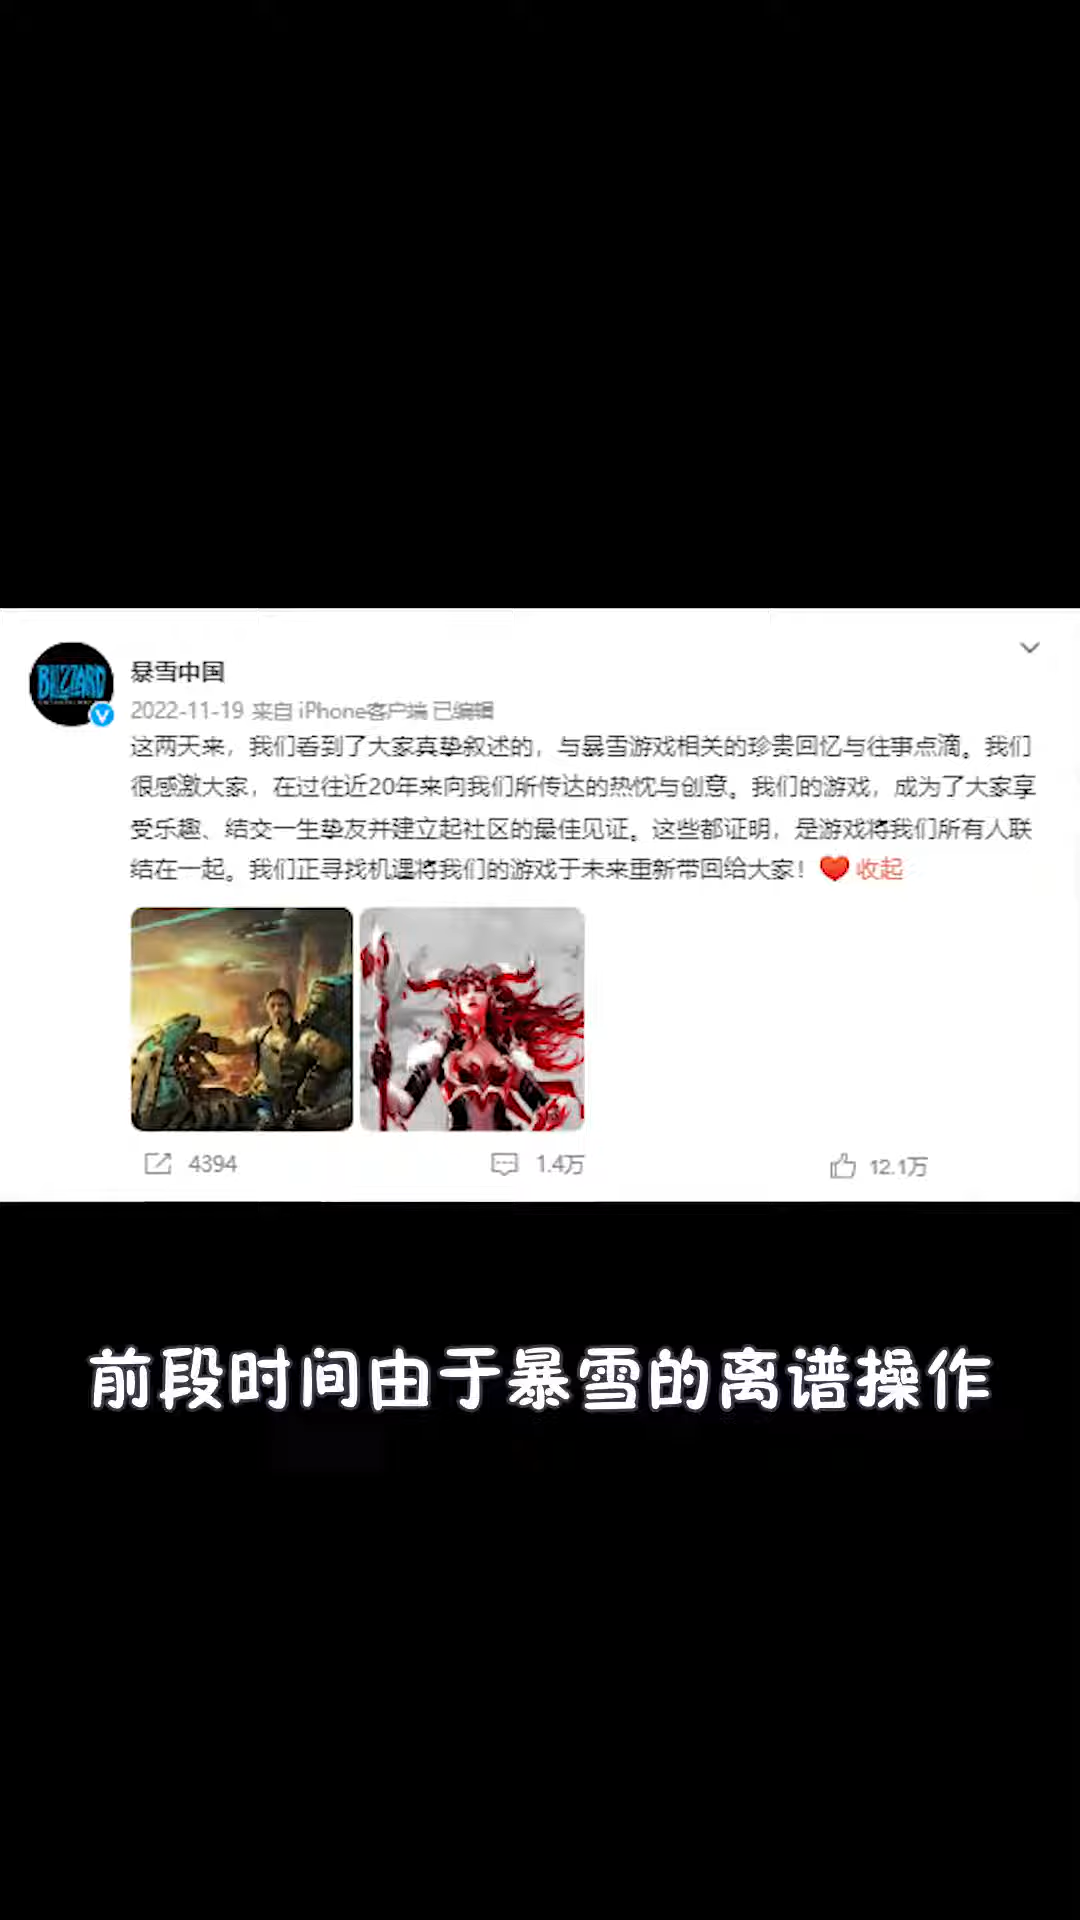 BLIZZARD
暴雪中国
2022-11-19 来自 iPhone客户端 已编辑
这两天来，我们看到了大家真挚叙述的，与暴雪游戏相关的珍贵回忆与往事点滴。我们
很感激大家，在过往近20年来向我们所传达的热忱与创意。我们的游戏，成为了大家享
受乐趣、结交一生挚友并建立起社区的最佳见证。这些都证明，是游戏将我们所有人联
结在一起。我们正寻找机遇将我们的游戏于未来重新带回给大家！❤️ 收起
4394
1.4万
12.1万
前段时间由于暴雪的离谱操作